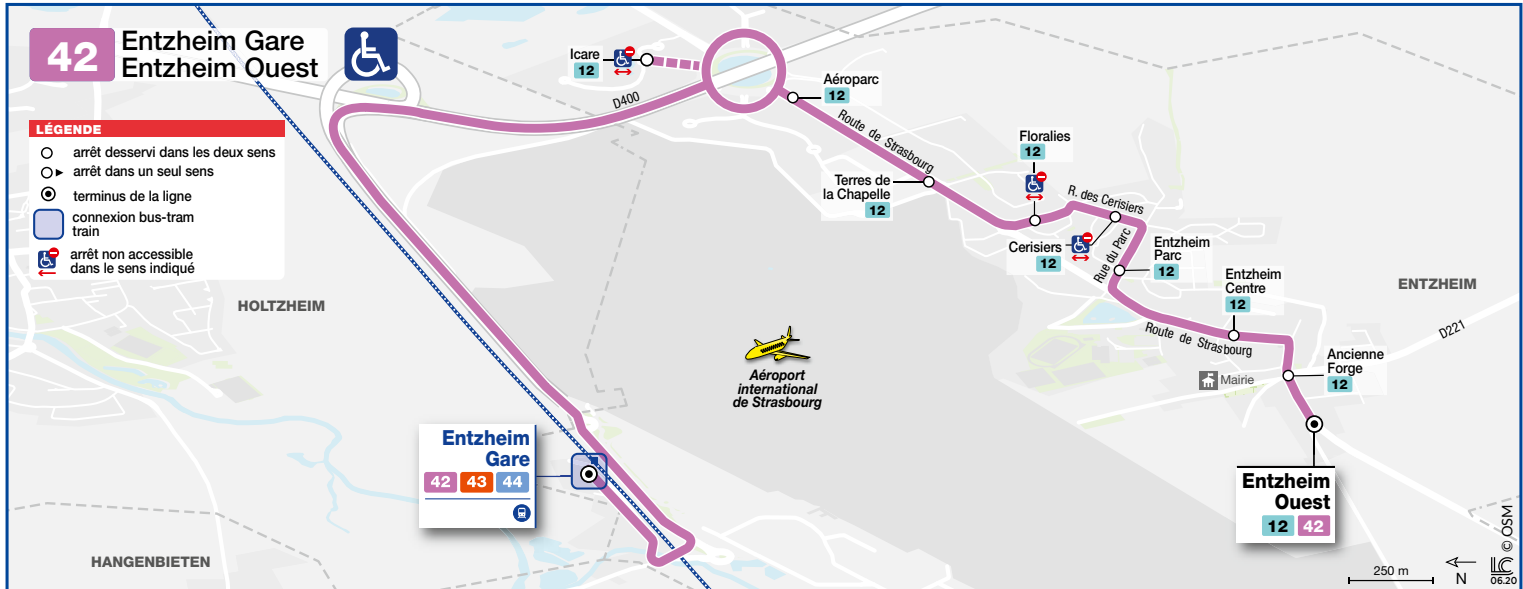 42
Entzheim Gare
Entzheim Ouest
LÉGENDE
arrêt desservi dans les deux sens
arrêt dans un seul sens
terminus de la ligne
connexion bus-tram
train
arrêt non accessible
dans le sens indiqué
Icare
12
D400
Aéroparc
12
Route de Strasbourg
Terres de
la Chapelle
12
Floralies
12
R. des Cerisiers
Cerisiers
12
Rue du Parc
Entzheim
Parc
12
Entzheim
Centre
12
Route de Strasbourg
ENTZHEIM
D221
Ancienne
Forge
12
Mairie
HOLTZHEIM
Aéroport
international
de Strasbourg
Entzheim
Gare
42 43 44
Entzheim
Ouest
12 42
HANGENBIETEN
250 m
N
© OSM
06.20